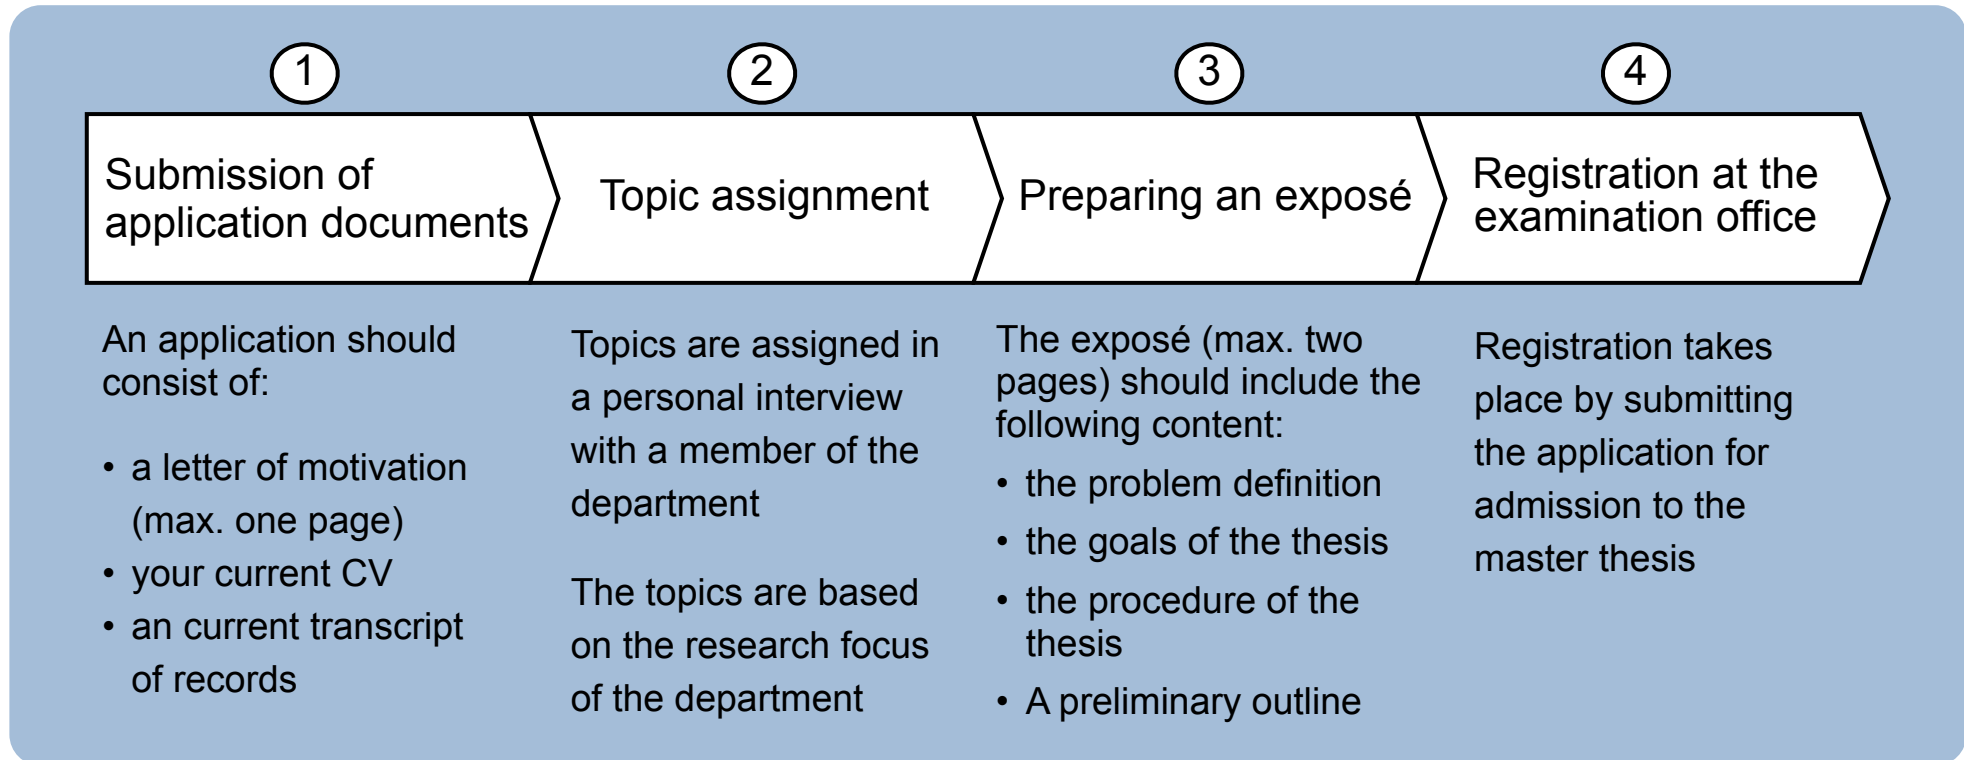 1
Submission of
application documents
An application should
consist of:
• a letter of motivation
(max. one page)
• your current CV
• an current transcript
of records
2
Topic assignment
Topics are assigned in
a personal interview
with a member of the
department
The topics are based
on the research focus
of the department
3
Preparing an exposé
The exposé (max. two
pages) should include the
following content:
• the problem definition
• the goals of the thesis
• the procedure of the
thesis
• A preliminary outline
4
Registration at the
examination office
Registration takes
place by submitting
the application for
admission to the
master thesis